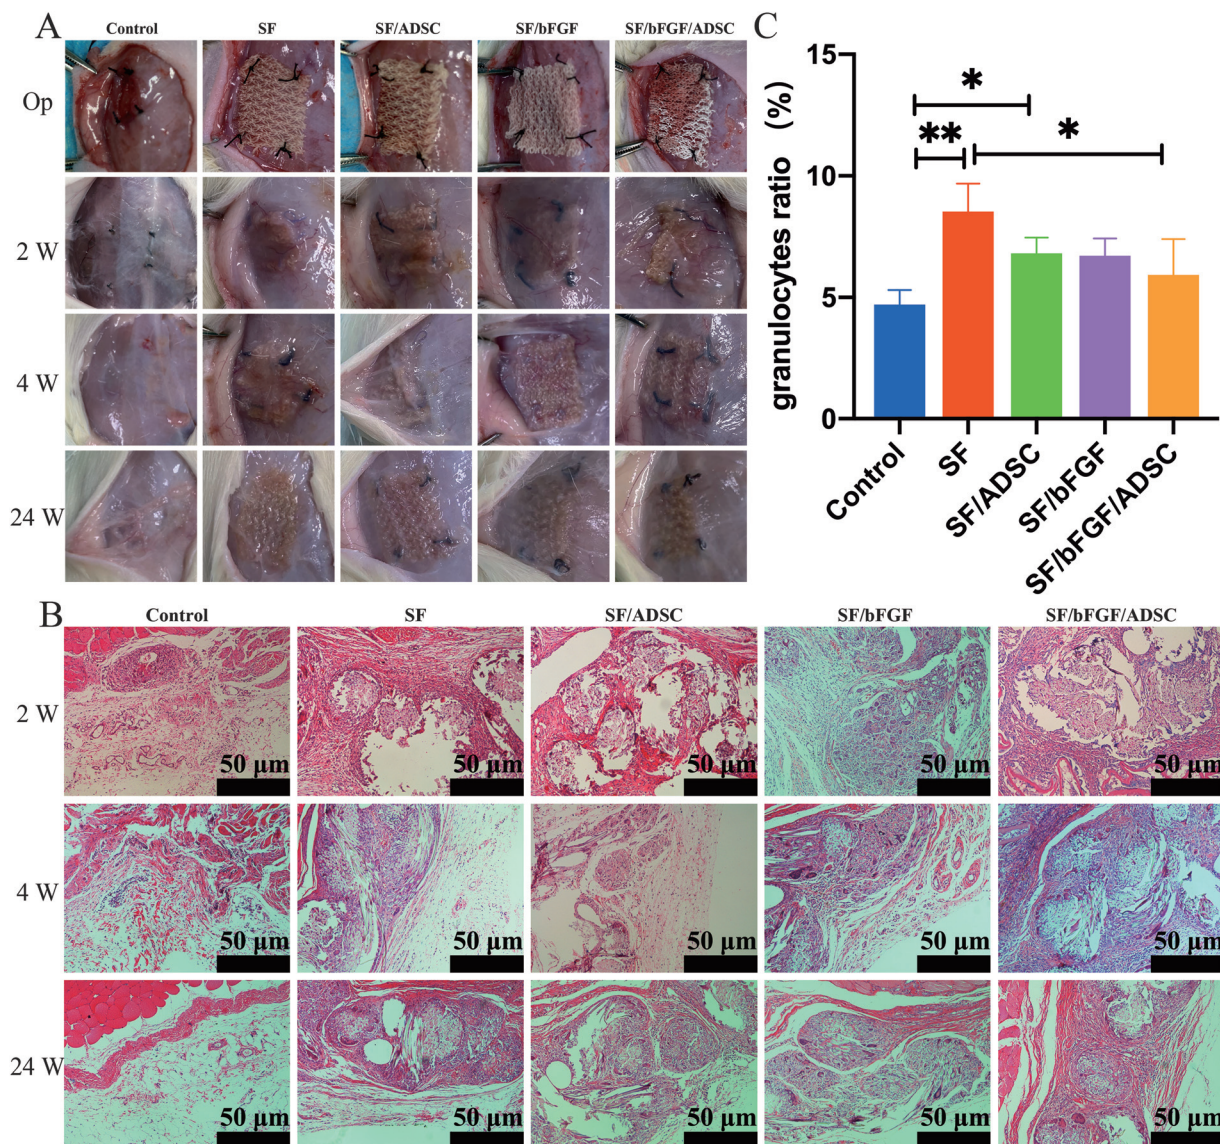 A
Control SF SF/ADSC SF/bFGF SF/bFGF/ADSC
Op
2 W
4 W
24 W
C
granulocytes ratio (%)
15
10
5
0
* 
**
*
Control
SF
SF/ADSC
SF/bFGF
SF/bFGF/ADSC
B
Control SF SF/ADSC SF/bFGF SF/bFGF/ADSC
2 W
50 μm 50 μm 50 μm 50 μm 50 μm
4 W
50 μm 50 μm 50 μm 50 μm 50 μm
24 W
50 μm 50 μm 50 μm 50 μm 50 μm